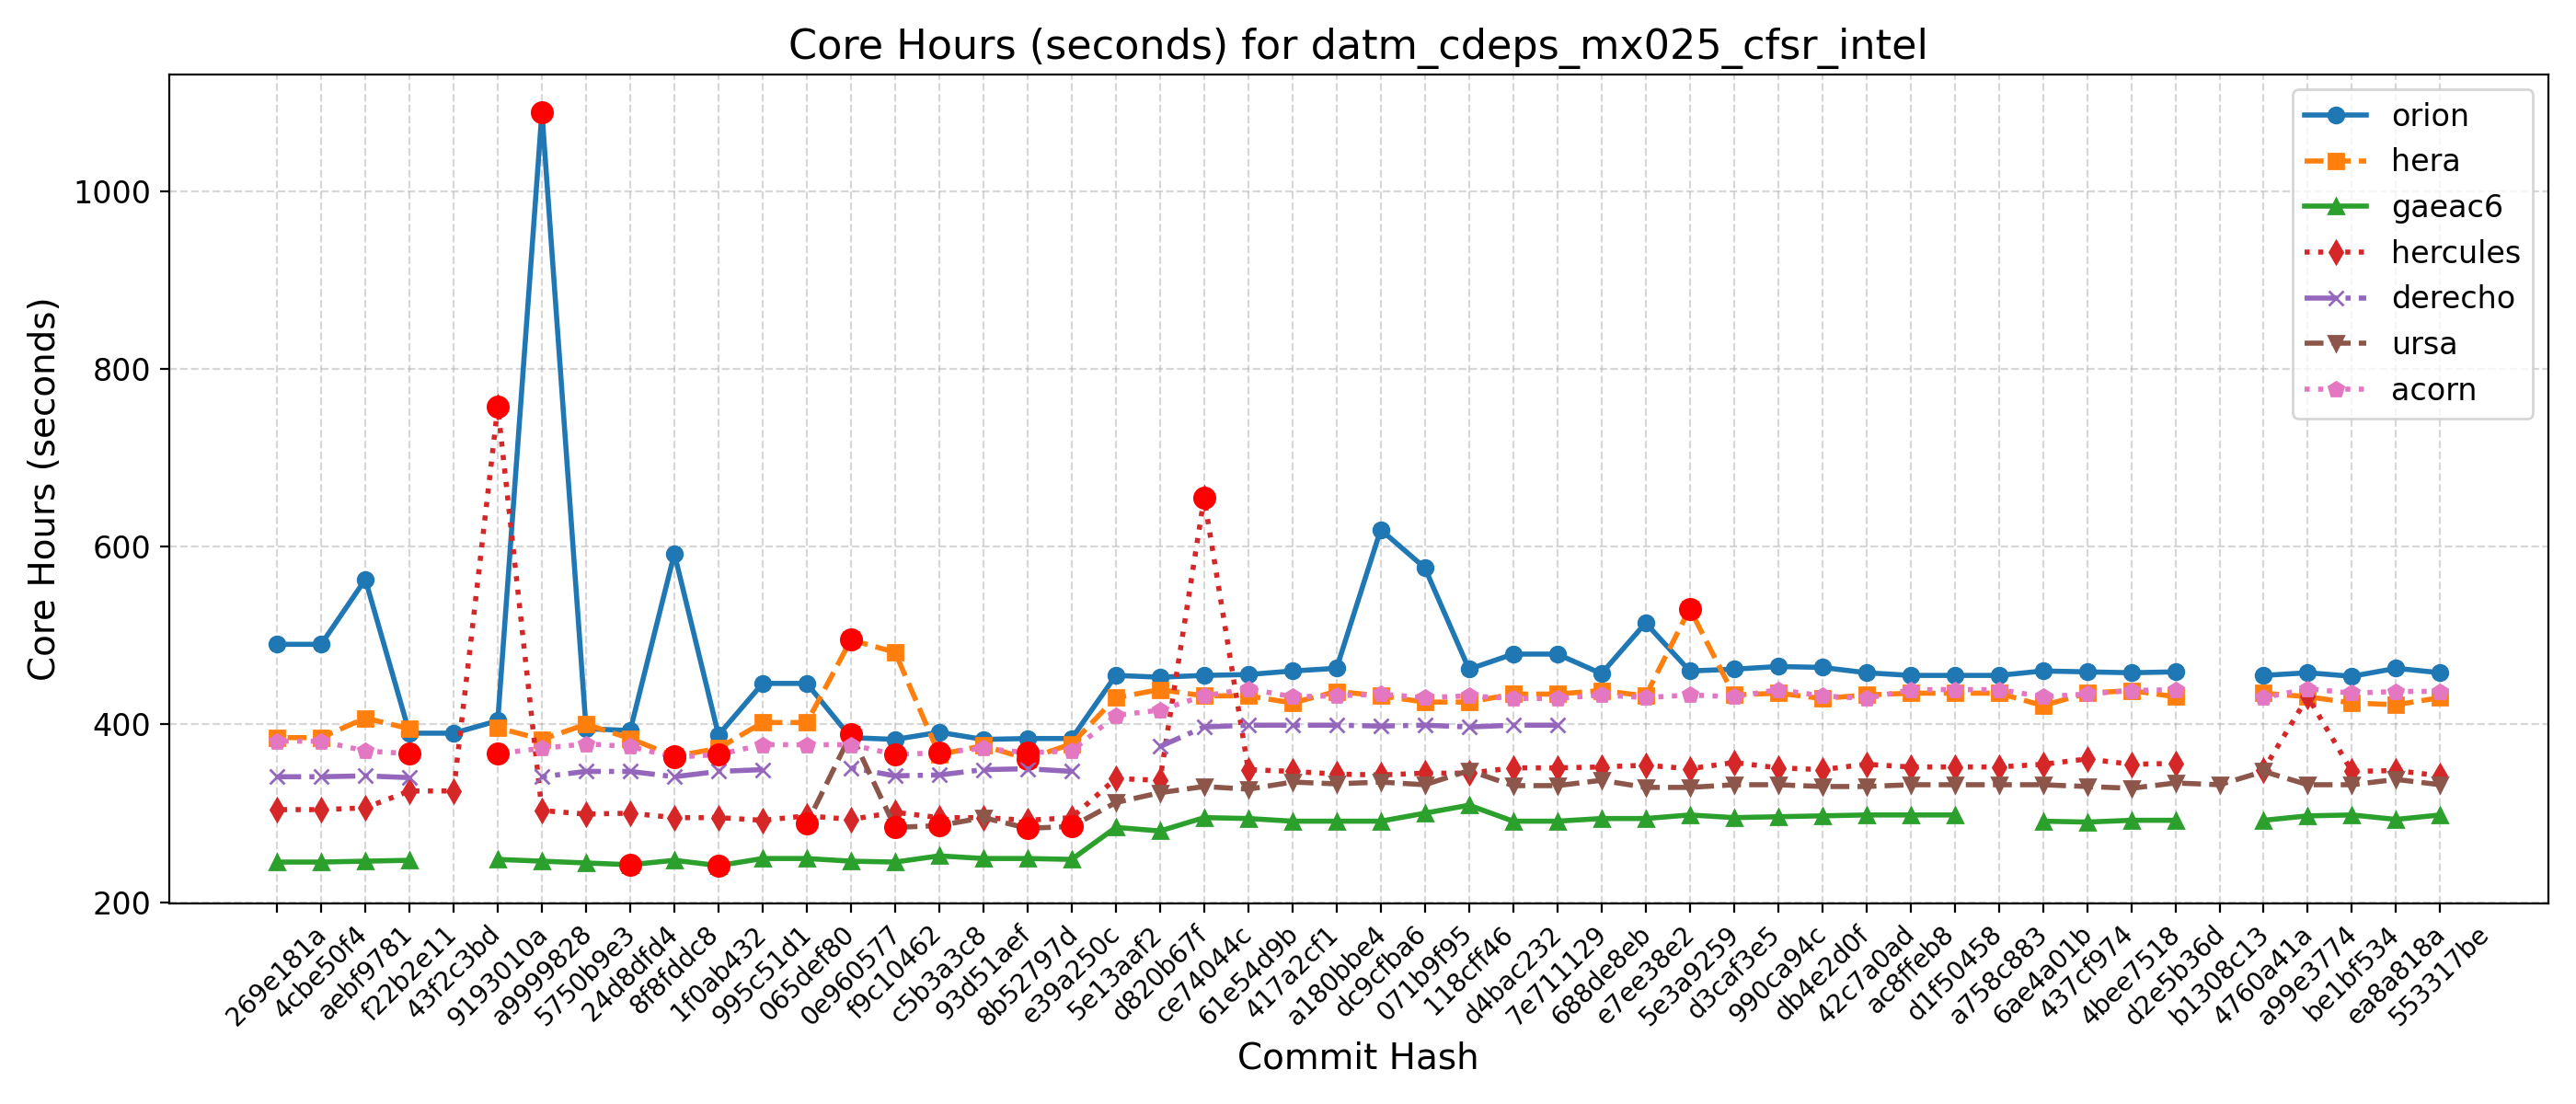 Core Hours (seconds) for datm_cdeps_mx025_cfsr_intel
Core Hours (seconds)
1000
800
600
400
200
orion
hera
gaeac6
hercules
derecho
ursa
acorn
269e181a
4cbe50f4
aebf9781
f22b2e11
43f2c3bd
9193010a
a9999828
5750b9e3
24d8dfd4
8f8fddc8
1f0ab432
995c51d1
065def80
0e960577
f9c10462
c5b3a3c8
93d51aef
8b52797d
e39a250c
5e13aaf2
d820b67f
ce74044c
61e54d9b
417a2cf1
a180bbe4
dc9cfba6
071b9f95
118cff46
d4bac232
7e711129
688de8eb
e7ee38e2
5e3a9259
d3caf3e5
990ca94c
db4e2d0f
42c7a0ad
ac8ffeb8
d1f50458
a758c883
6ae4a01b
437cf974
4bee7518
d2e5b36d
b1308c13
4760a41a
a99e3774
be1bf534
ea8a818a
553317be
Commit Hash